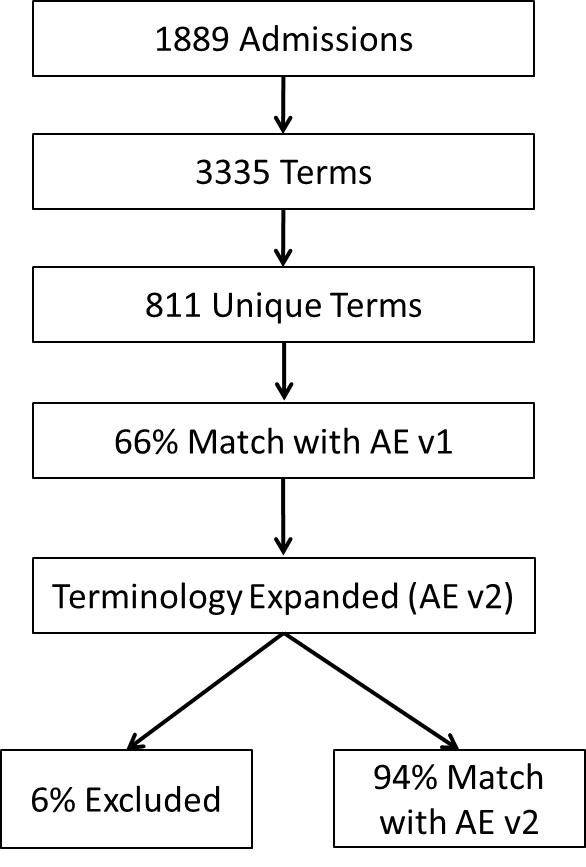 1889 Admissions
3335 Terms
811 Unique Terms
66% Match with AE v1
Terminology Expanded (AE v2)
6% Excluded
94% Match
with AE v2